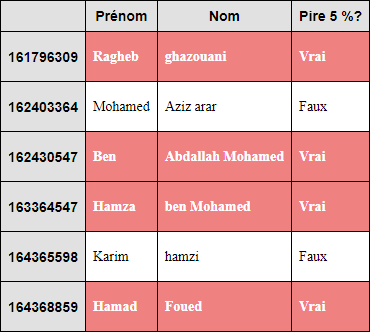 Prénom Nom Pire 5 %?
161796309 Ragheb ghazouani Vrai
162403364 Mohamed Aziz arar Faux
162430547 Ben Abdallah Mohamed Vrai
163364547 Hamza ben Mohamed Vrai
164365598 Karim hamzi Faux
164368859 Hamad Foued Vrai